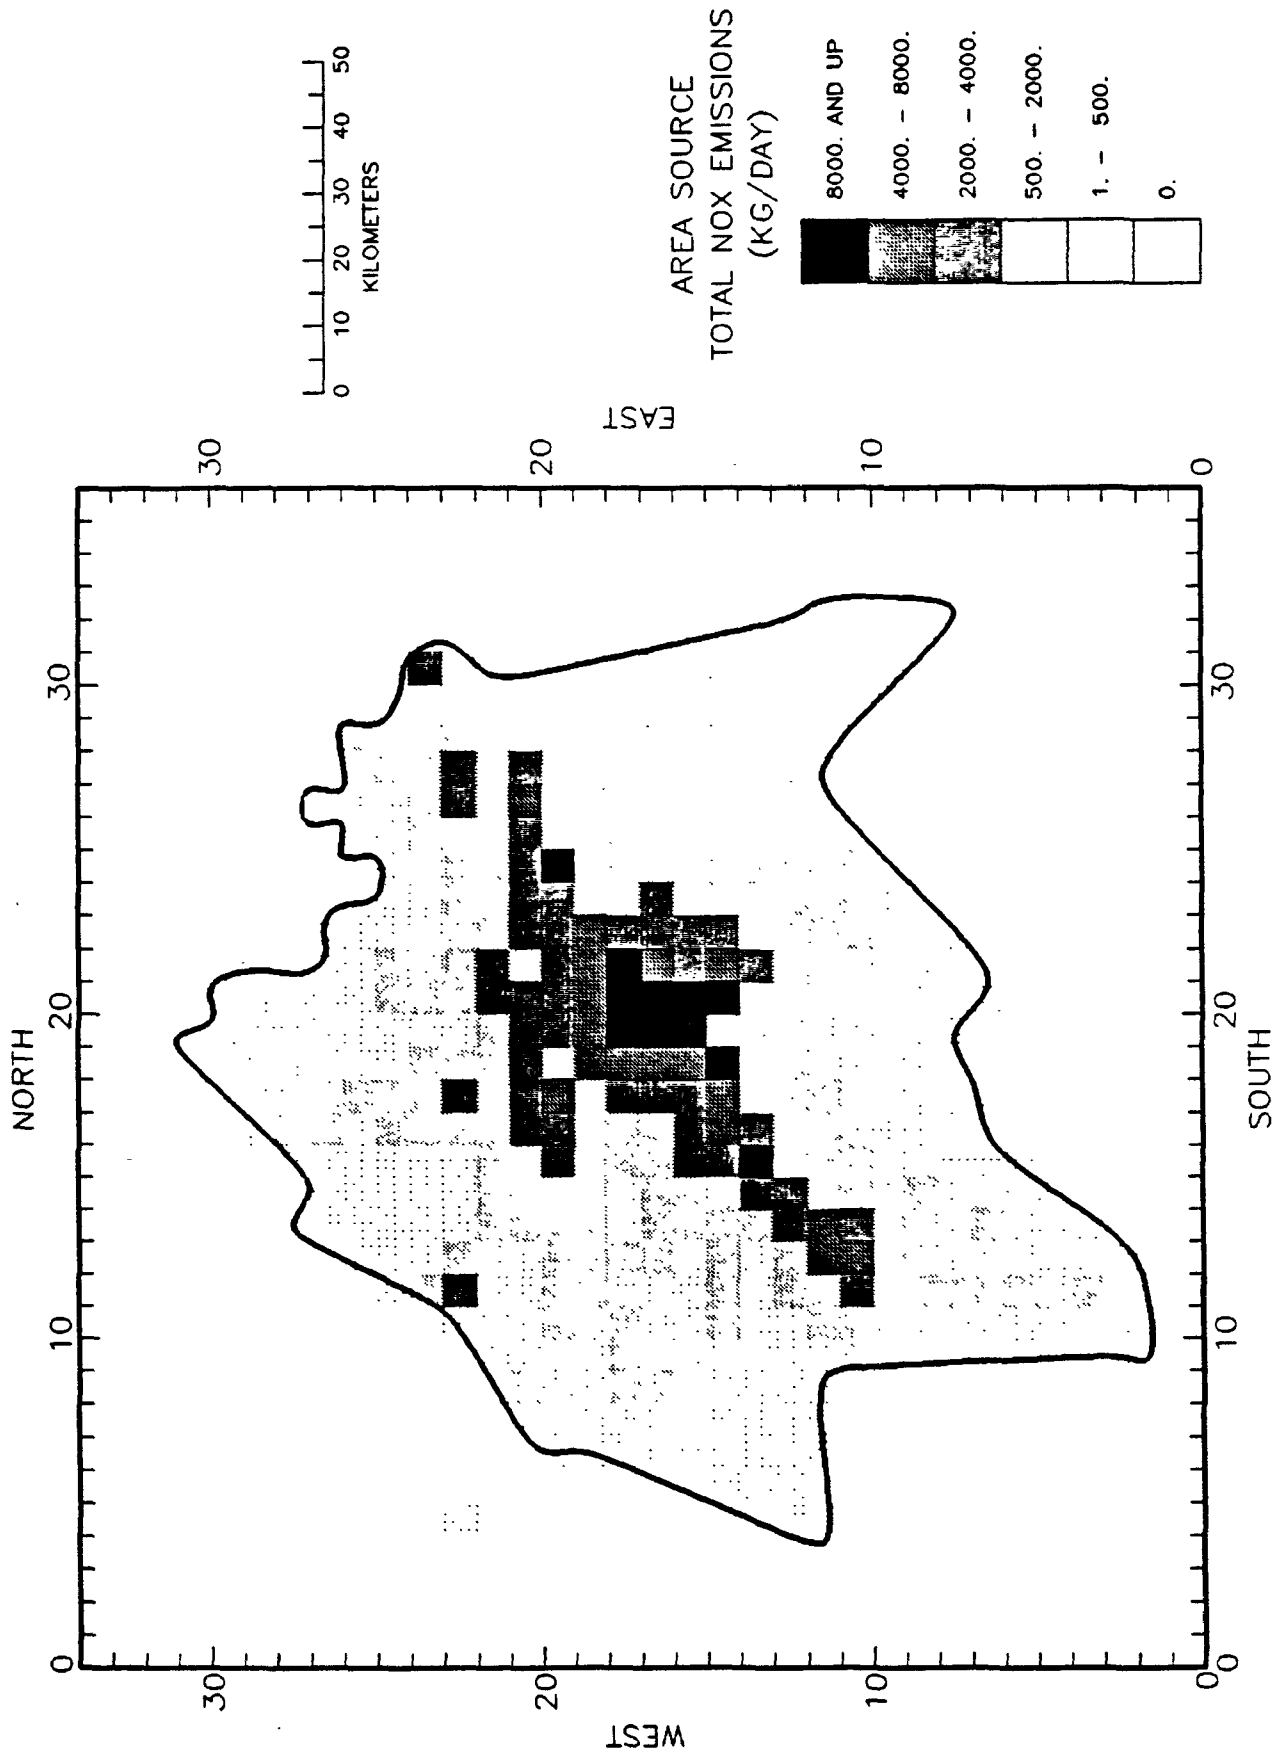 NORTH
0
10
20
30
30
20
10
0
WEST
30
20
10
0
EAST
0
10
20
30
SOUTH
0 10 20 30 40 50
KILOMETERS
AREA SOURCE
TOTAL NOX EMISSIONS
(KG/DAY)
8000. AND UP
4000. - 8000.
2000. - 4000.
500. - 2000.
1. - 500.
0.